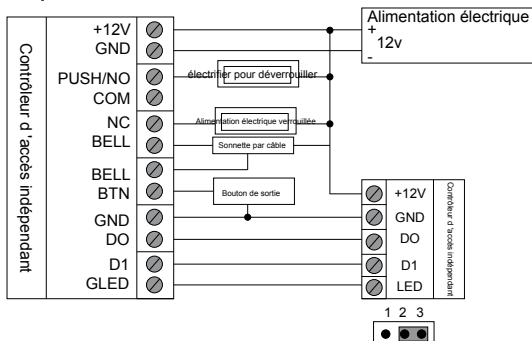 Alimentation électrique
+
12v
-
Contrôleur d'accès indépendant
+12V
GND
PUSH/NO
COM
NC
BELL
BELL
BTN
GND
DO
D1
GLED
électrifier pour déverrouiller
Alimentation électrique verrouillée
Sonnette par câble
Bouton de sortie
+12V
GND
DO
D1
LED
Contrôleur d'accès indépendant
1 2 3